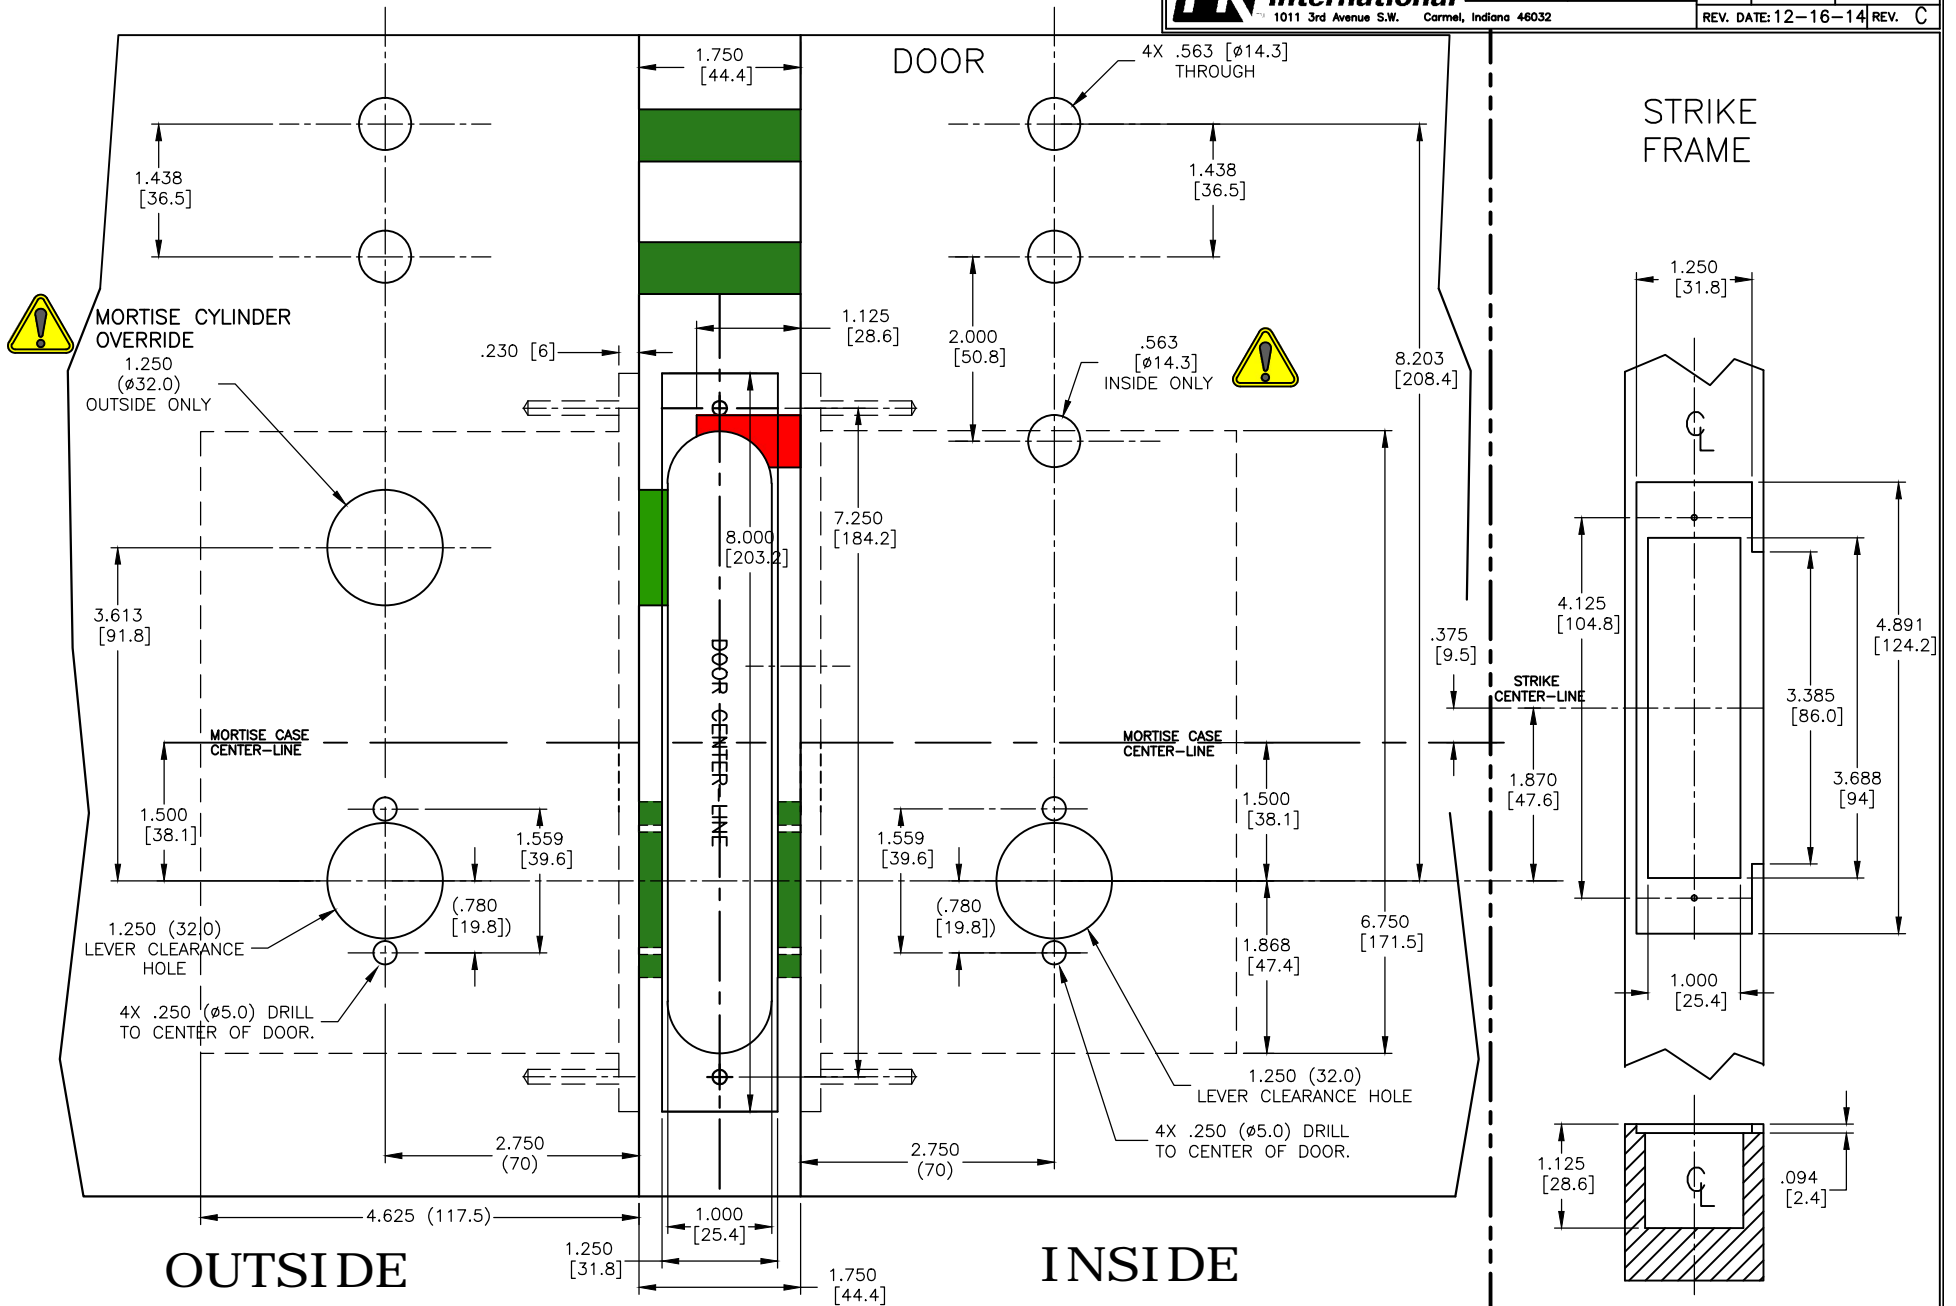 International
1011 3rd Avenue S.W. Carmel, Indiana 46032
REV. DATE: 12-16-14 REV. C
DOOR
STRIKE
FRAME
1.750
[44.4]
4X .563 [ø14.3]
THROUGH
1.438
[36.5]
1.438
[36.5]
MORTISE CYLINDER
OVERRIDE
1.250
(ø32.0)
OUTSIDE ONLY
.230 [6]
1.125
[28.6]
2.000
[50.8]
.563
[ø14.3]
INSIDE ONLY
8.203
[208.4]
1.250
[31.8]
CL
8.000
[203.2]
7.250
[184.2]
3.613
[91.8]
DOOR CENTER-LINE
.375
[9.5]
4.125
[104.8]
4.891
[124.2]
STRIKE
CENTER-LINE
3.385
[86.0]
MORTISE CASE
CENTER-LINE
MORTISE CASE
CENTER-LINE
1.500
[38.1]
1.559
[39.6]
1.559
[39.6]
1.500
[38.1]
1.870
[47.6]
3.688
[94]
(.780
[19.8])
(.780
[19.8])
1.250 (32.0)
LEVER CLEARANCE
HOLE
1.868
[47.4]
6.750
[171.5]
1.000
[25.4]
4X .250 (ø5.0) DRILL
TO CENTER OF DOOR.
1.250 (32.0)
LEVER CLEARANCE HOLE
4X .250 (ø5.0) DRILL
TO CENTER OF DOOR.
2.750
(70)
2.750
(70)
1.125
[28.6]
CL
.094
[2.4]
4.625 (117.5)
1.000
[25.4]
1.250
[31.8]
1.750
[44.4]
OUTSIDE
INSIDE